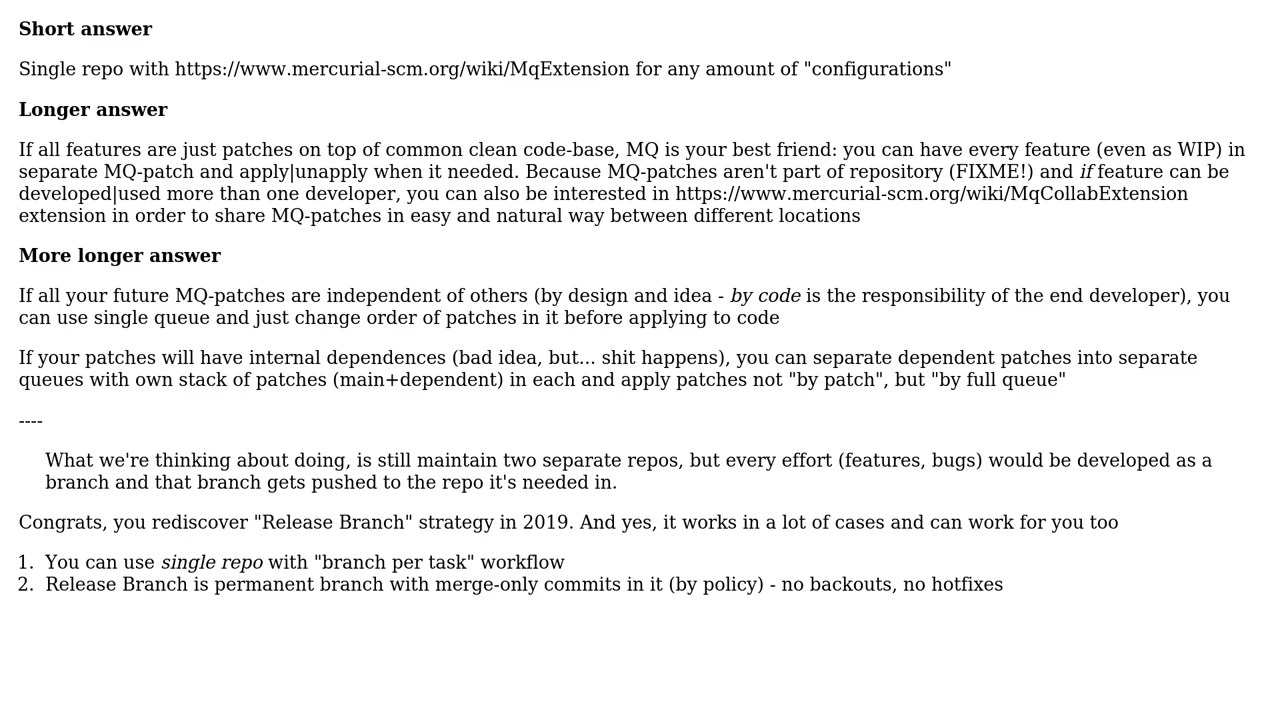 Short answer
Single repo with https://www.mercurial-scm.org/wiki/MqExtension for any amount of "configurations"
Longer answer
If all features are just patches on top of common clean code-base, MQ is your best friend: you can have every feature (even as WIP) in
separate MQ-patch and apply|unapply when it needed. Because MQ-patches aren't part of repository (FIXME!) and if feature can be
developed|used more than one developer, you can also be interested in https://www.mercurial-scm.org/wiki/MqCollabExtension
extension in order to share MQ-patches in easy and natural way between different locations
More longer answer
If all your future MQ-patches are independent of others (by design and idea - by code is the responsibility of the end developer), you
can use single queue and just change order of patches in it before applying to code
If your patches will have internal dependences (bad idea, but... shit happens), you can separate dependent patches into separate
queues with own stack of patches (main+dependent) in each and apply patches not "by patch", but "by full queue"
----
What we're thinking about doing, is still maintain two separate repos, but every effort (features, bugs) would be developed as a
branch and that branch gets pushed to the repo it's needed in.
Congrats, you rediscover "Release Branch" strategy in 2019. And yes, it works in a lot of cases and can work for you too
1. You can use single repo with "branch per task" workflow
2. Release Branch is permanent branch with merge-only commits in it (by policy) - no backouts, no hotfixes